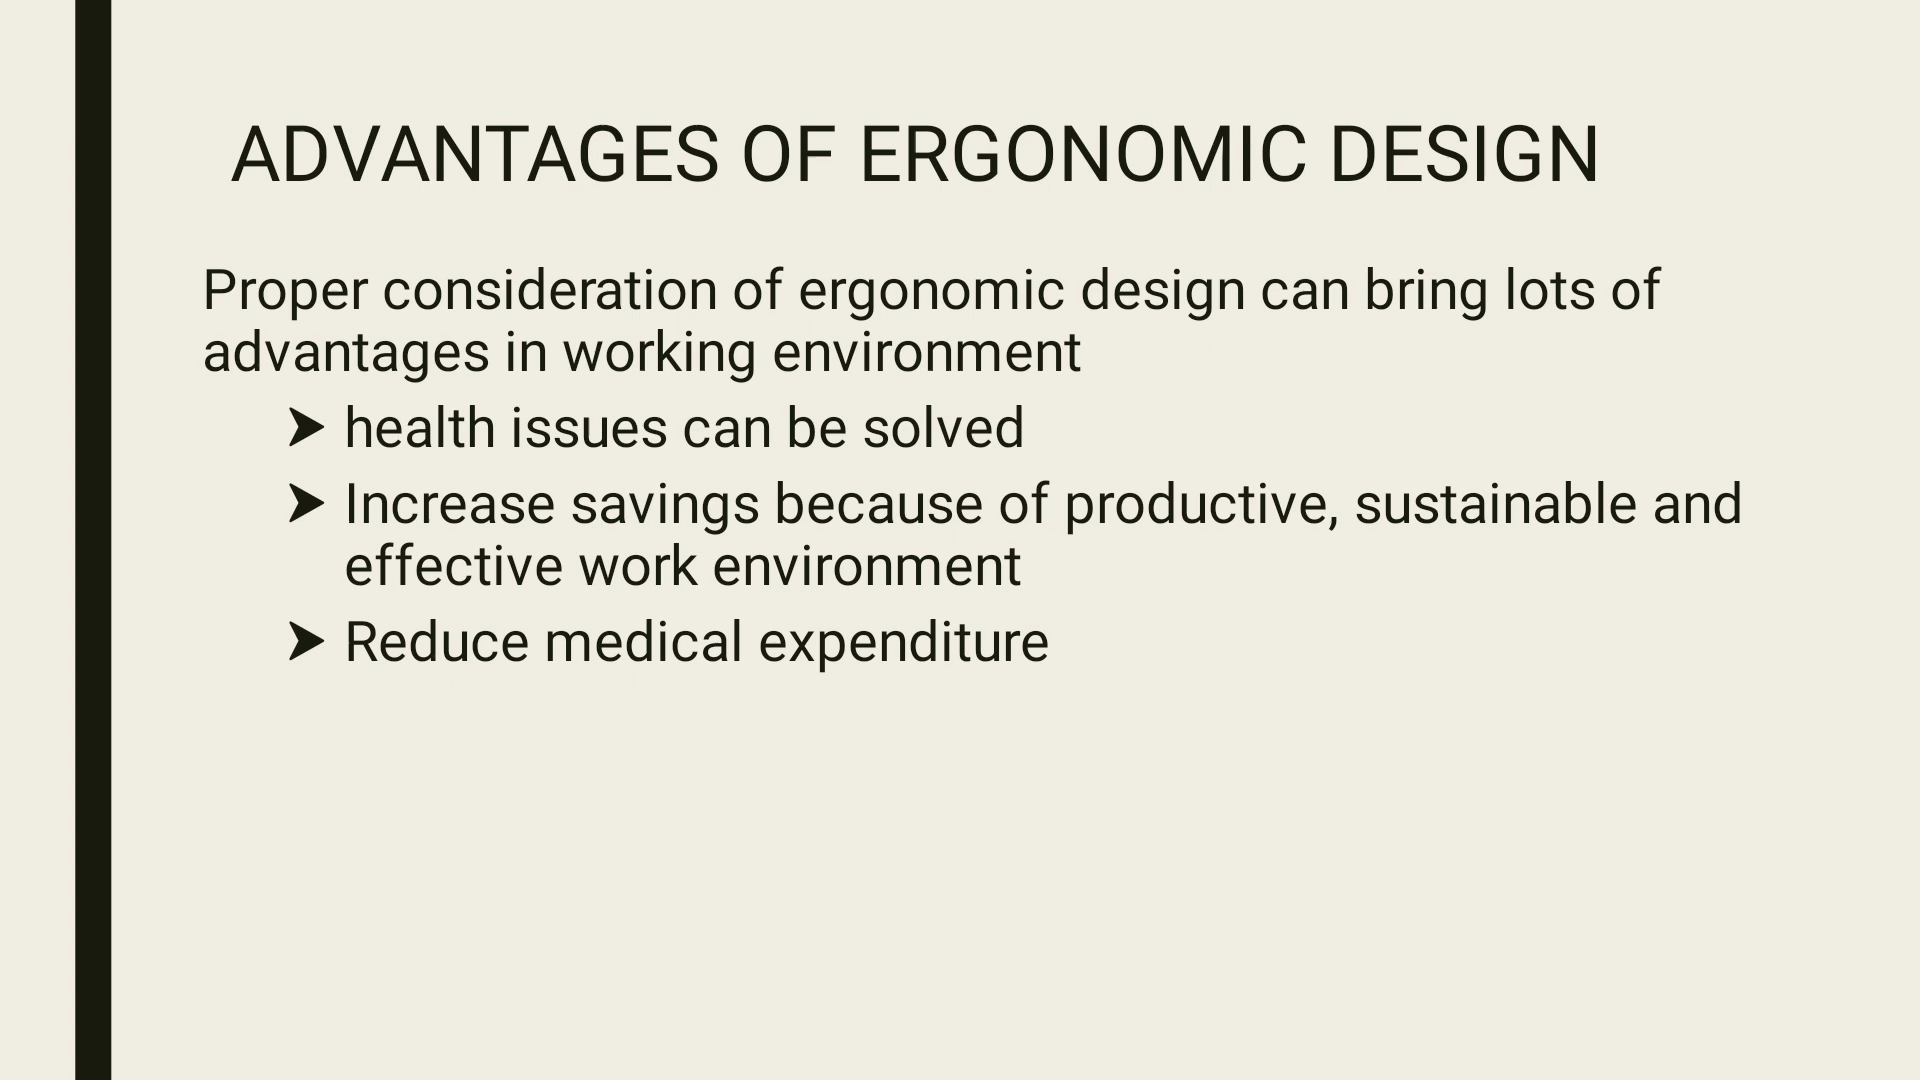 ADVANTAGES OF ERGONOMIC DESIGN
Proper consideration of ergonomic design can bring lots of
advantages in working environment
➤ health issues can be solved
➤ Increase savings because of productive, sustainable and
effective work environment
➤ Reduce medical expenditure